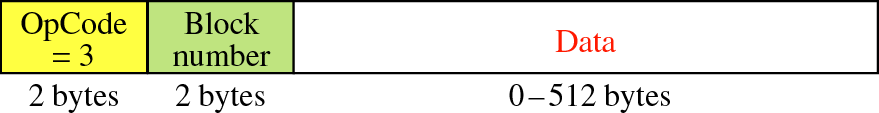 OpCode
= 3
Block
number
Data
2 bytes
2 bytes
0–512 bytes